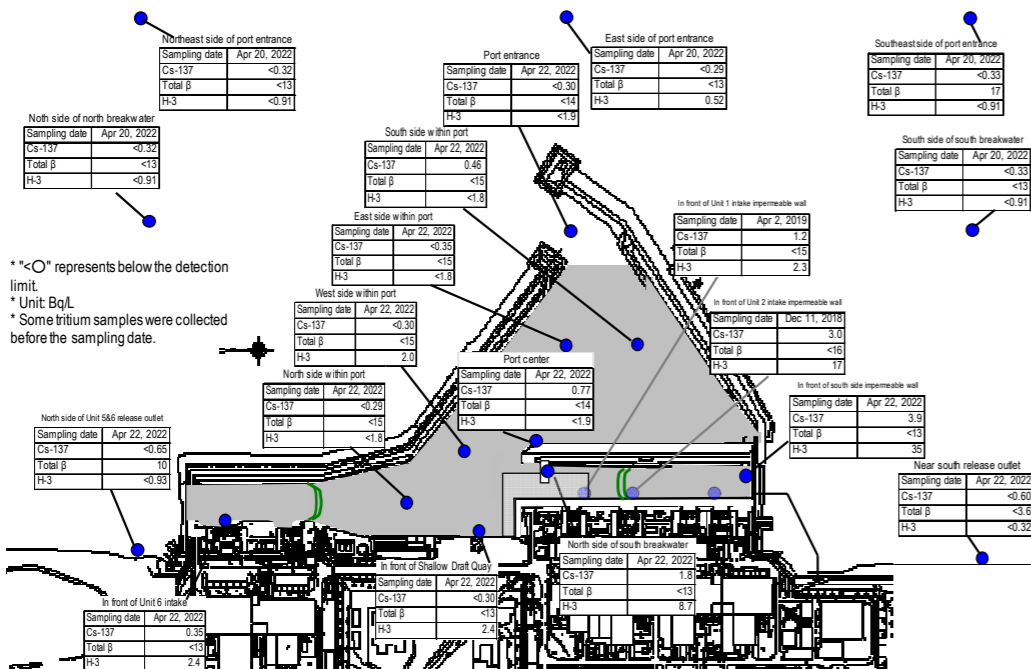 Northeast side of port entrance
Sampling date Apr 20, 2022
Cs-137 <0.32
Total β <13
H-3 <0.91
East side of port entrance
Sampling date Apr 20, 2022
Cs-137 <0.29
Total β <13
H-3 0.52
Southeast side of port entrance
Sampling date Apr 20, 2022
Cs-137 <0.33
Total β 17
H-3 <0.91
Port entrance
Sampling date Apr 22, 2022
Cs-137 <0.30
Total β <14
H-3 <1.9
Noth side of north breakwater
Sampling date Apr 20, 2022
Cs-137 <0.32
Total β <13
H-3 <0.91
South side within port
Sampling date Apr 22, 2022
Cs-137 0.46
Total β <15
H-3 <1.8
South side of south breakwater
Sampling date Apr 20, 2022
Cs-137 <0.33
Total β <13
H-3 <0.91
In front of Unit 1 intake impermeable wall
Sampling date Apr 2, 2019
Cs-137 1.2
Total β <15
H-3 2.3
East side within port
Sampling date Apr 22, 2022
Cs-137 <0.35
Total β <15
H-3 <1.8
* "<○" represents below the detection
limit.
* Unit: Bq/L
* Some tritium samples were collected
before the sampling date.
West side within port
Sampling date Apr 22, 2022
Cs-137 <0.30
Total β <15
H-3 2.0
In front of Unit 2 intake impermeable wall
Sampling date Dec 11, 2018
Cs-137 3.0
Total β <16
H-3 17
Port center
Sampling date Apr 22, 2022
Cs-137 0.77
Total β <14
H-3 <1.9
North side within port
Sampling date Apr 22, 2022
Cs-137 <0.29
Total β <15
H-3 <1.8
In front of south side impermeable wall
Sampling date Apr 22, 2022
Cs-137 3.9
Total β <13
H-3 35
North side of Unit 5&6 release outlet
Sampling date Apr 22, 2022
Cs-137 <0.65
Total β 10
H-3 <0.93
Near south release outlet
Sampling date Apr 22, 2022
Cs-137 <0.60
Total β <3.6
H-3 <0.32
North side of south breakwater
Sampling date Apr 22, 2022
Cs-137 1.8
Total β <13
H-3 8.7
In front of Shallow Draft Quay
Sampling date Apr 22, 2022
Cs-137 <0.30
Total β <13
H-3 2.4
In front of Unit 6 intake
Sampling date Apr 22, 2022
Cs-137 0.35
Total β <13
H-3 2.4